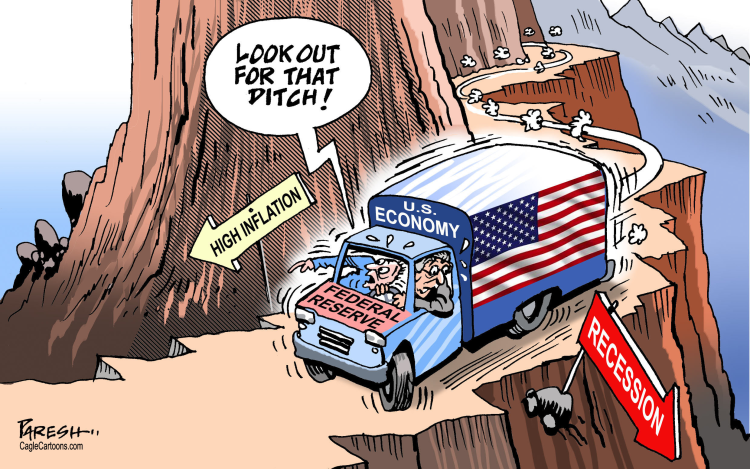 LOOK OUT
FOR THAT
DITCH!
HIGH INFLATION
U.S.
ECONOMY
FEDERAL
RESERVE
RECESSION
PARESH
CagleCartoons.com